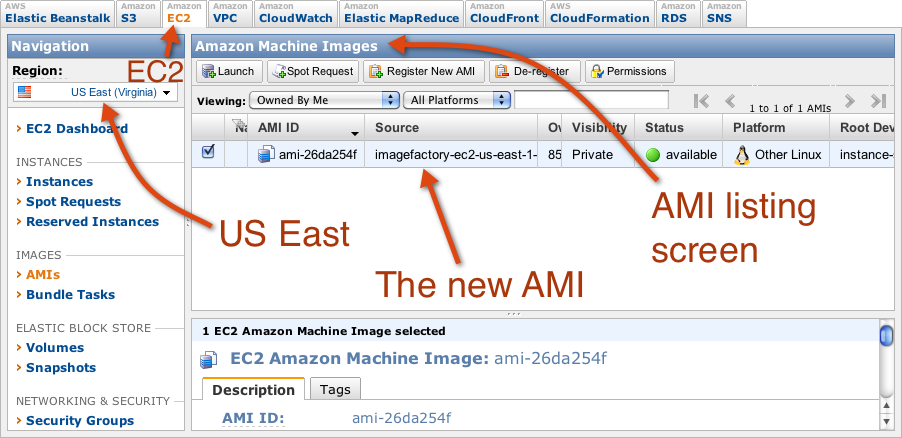 AWS Amazon Amazon Amazon Amazon Amazon Amazon AWS Amazon Amazon
Elastic Beanstalk S3 EC2 VPC CloudWatch Elastic MapReduce CloudFront CloudFormation RDS SNS
Navigation
Region:
EC2
US East (Virginia)
EC2 Dashboard
INSTANCES
Instances
Spot Requests
Reserved Instances
IMAGES
AMIs
Bundle Tasks
ELASTIC BLOCK STORE
Volumes
Snapshots
NETWORKING & SECURITY
Security Groups
Amazon Machine Images
Launch Spot Request Register New AMI De-register Permissions
Viewing: Owned By Me All Platforms
1 to 1 of 1 AMIs
AMI ID Source Ow Visibility Status Platform Root Dev
ami-26da254f imagefactory-ec2-us-east-1- 85 Private available Other Linux instance-
US East
The new AMI
AMI listing
screen
1 EC2 Amazon Machine Image selected
EC2 Amazon Machine Image: ami-26da254f
Description Tags
AMI ID: ami-26da254f